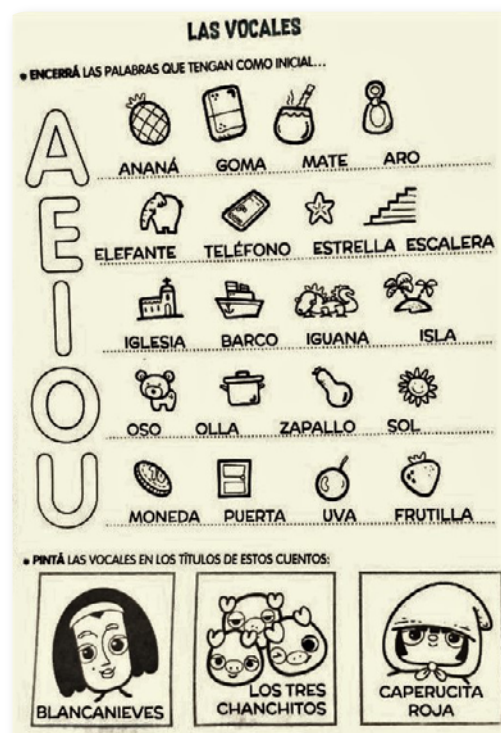 LAS VOCALES
• ENCERRÁ LAS PALABRAS QUE TENGAN COMO INICIAL...
A
ANANÁ GOMA MATE ARO
E
ELEFANTE TELÉFONO ESTRELLA ESCALERA
I
IGLESIA BARCO IGUANA ISLA
O
OSO OLLA ZAPALLO SOL
U
MONEDA PUERTA UVA FRUTILLA
• PINTÁ LAS VOCALES EN LOS TÍTULOS DE ESTOS CUENTOS:
BLANCANIEVES
LOS TRES
CHANCHITOS
CAPERUCITA
ROJA